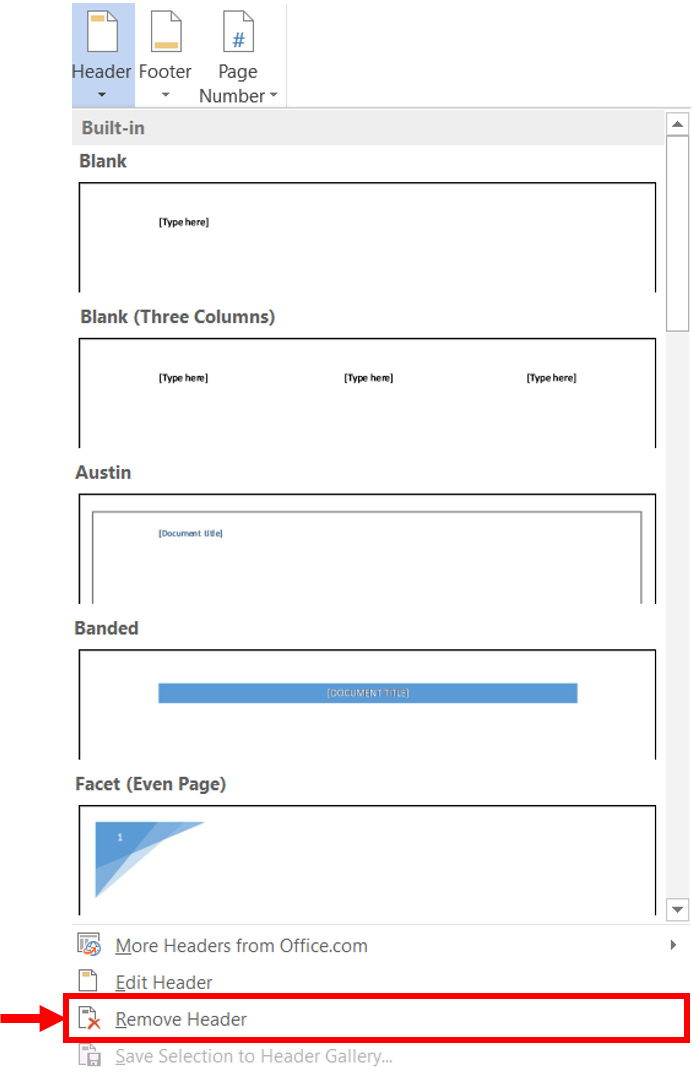 Header Footer Page
Number
#
Built-in
Blank
[Type here]
Blank (Three Columns)
[Type here] [Type here] [Type here]
Austin
[Document title]
Banded
[DOCUMENT TITLE]
Facet (Even Page)
1
More Headers from Office.com
Edit Header
Remove Header
Save Selection to Header Gallery...